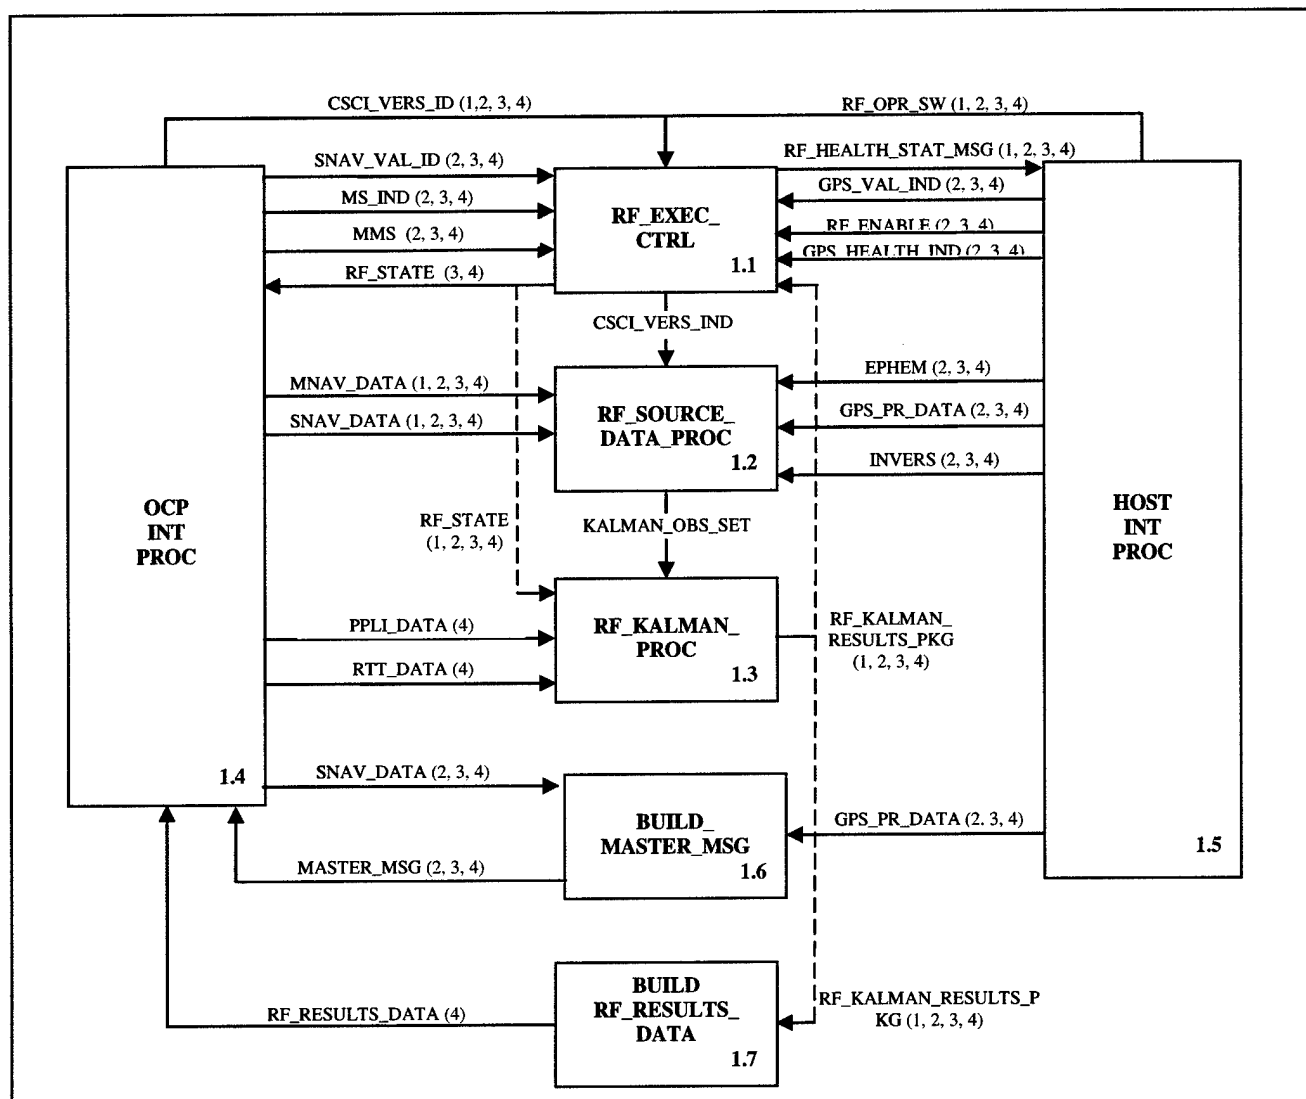 CSCI_VERS_ID (1,2, 3, 4)
RF_OPR_SW (1, 2, 3, 4)
SNAV_VAL_ID (2, 3, 4)
RF_HEALTH_STAT_MSG (1, 2, 3, 4)
MS_IND (2, 3, 4)
GPS_VAL_IND (2, 3, 4)
RF_EXEC_
CTRL
1.1
MMS (2, 3, 4)
RF_ENABLE (2, 3, 4)
GPS_HEALTH_IND (2, 3, 4)
RF_STATE (3, 4)
CSCI_VERS_IND
MNAV_DATA (1, 2, 3, 4)
EPHEM (2, 3, 4)
SNAV_DATA (1, 2, 3, 4)
RF_SOURCE_
DATA_PROC
1.2
GPS_PR_DATA (2, 3, 4)
INVERS (2, 3, 4)
OCP
INT
PROC
1.4
HOST
INT
PROC
1.5
RF_STATE
(1, 2, 3, 4)
KALMAN_OBS_SET
PPLI_DATA (4)
RTT_DATA (4)
RF_KALMAN_
PROC
1.3
RF_KALMAN_
RESULTS_PKG
(1, 2, 3, 4)
SNAV_DATA (2, 3, 4)
BUILD_
MASTER_MSG
1.6
GPS_PR_DATA (2. 3, 4)
MASTER_MSG (2, 3, 4)
BUILD
RF_RESULTS_
DATA
1.7
RF_RESULTS_DATA (4)
RF_KALMAN_RESULTS_P
KG (1, 2, 3, 4)